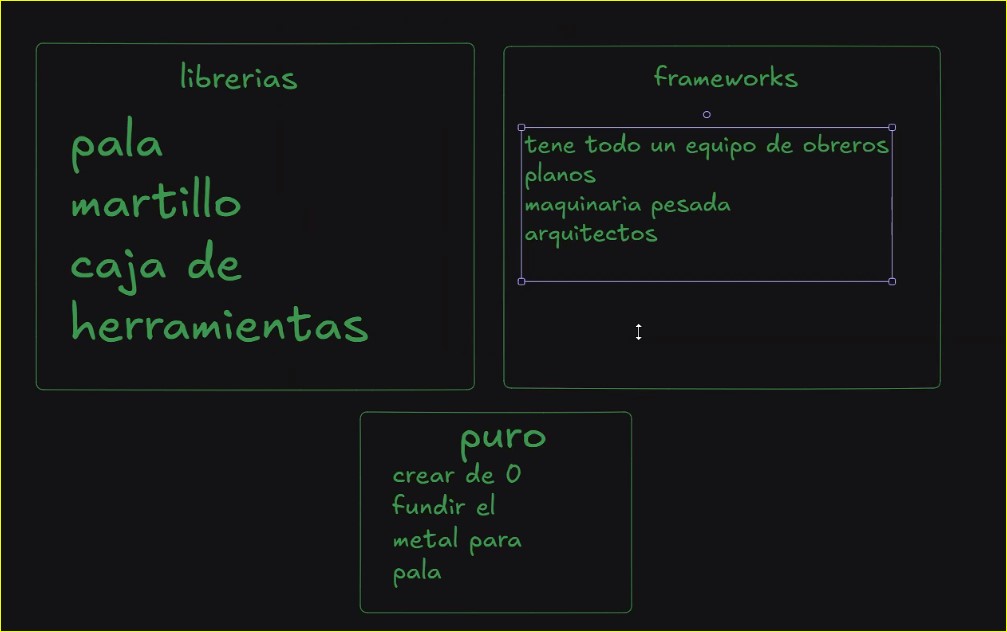 librerias
pala
martillo
caja de
herramientas
frameworks
tene todo un equipo de obreros
planos
maquinaria pesada
arquitectos
puro
crear de 0
fundir el
metal para
pala